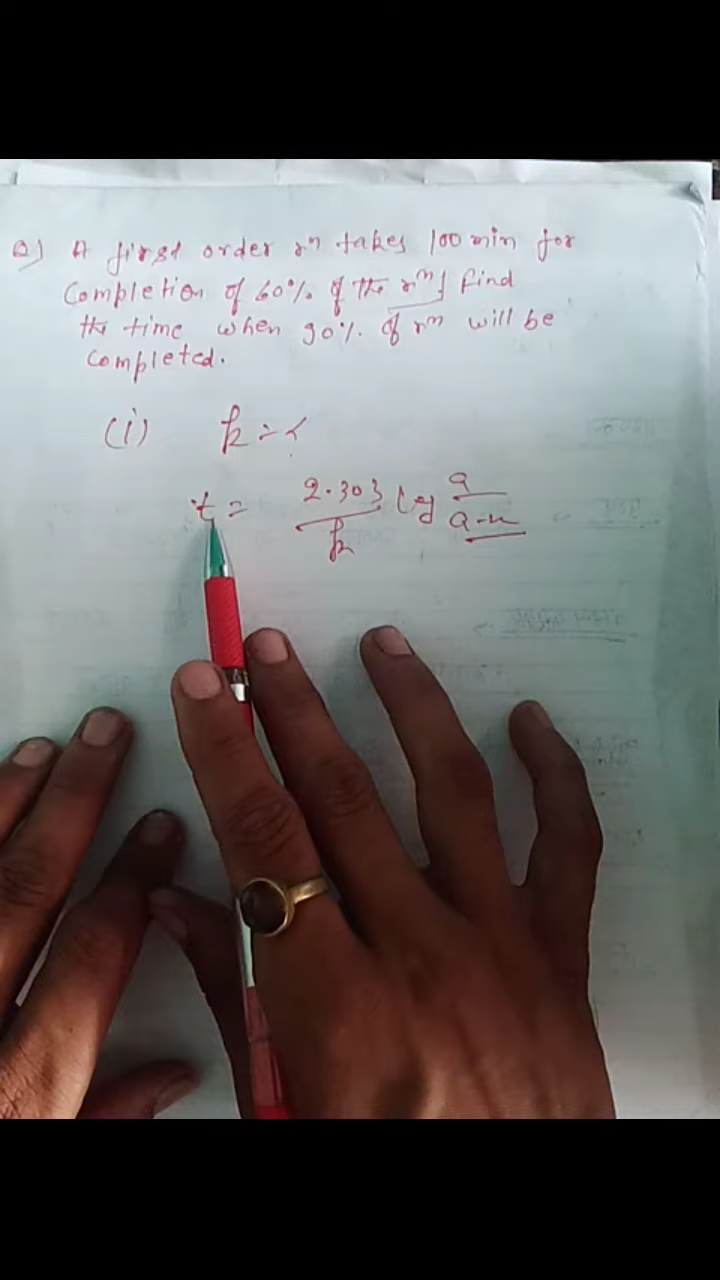 Q) A first order rⁿ takes 100 min for
Completion of 60% of the rⁿ, find
the time when 90% of rⁿ will be
completed.
(i) k = <
t = 2.303/k log a/a-x